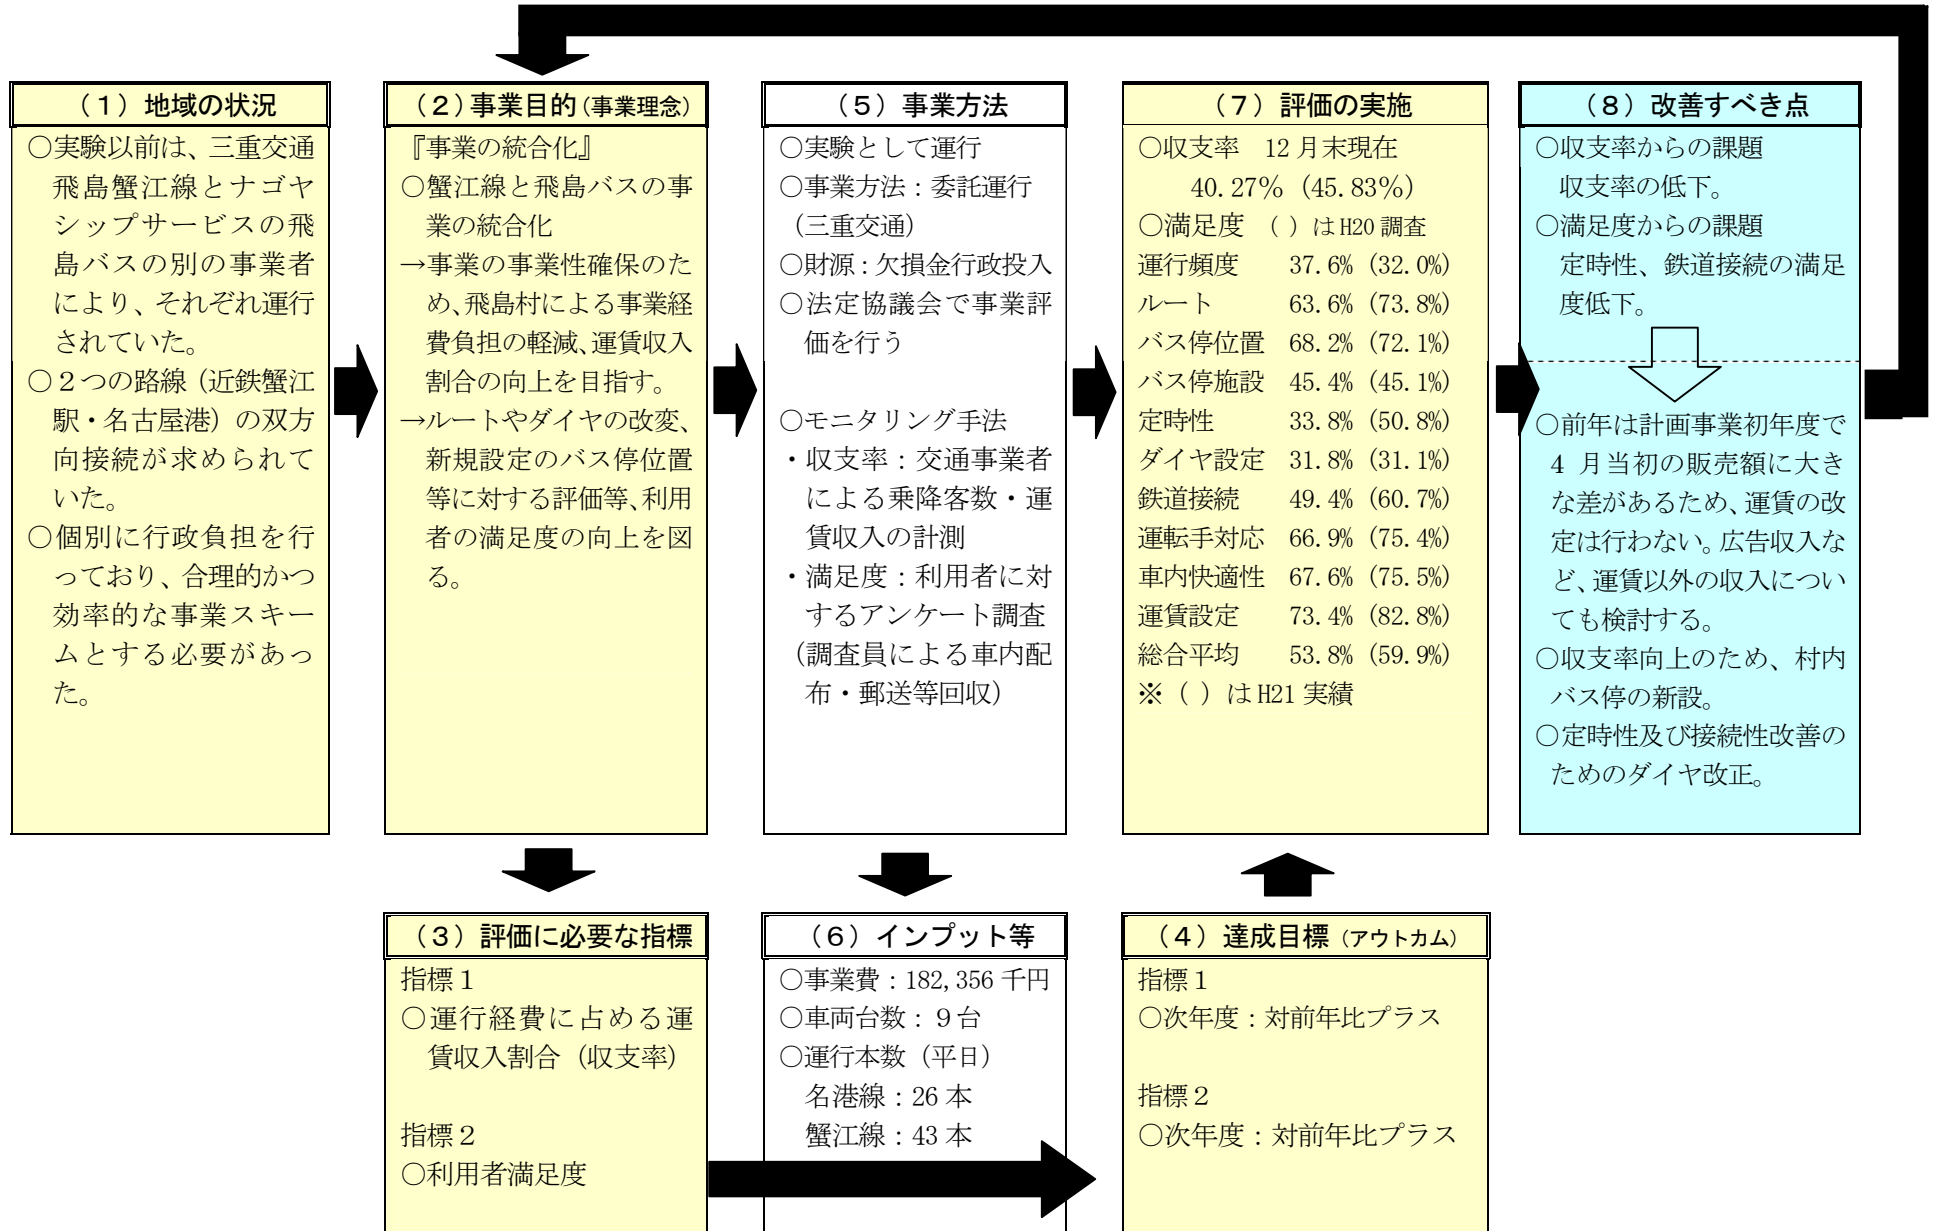 （１）地域の状況
○実験以前は、三重交通
飛島蟹江線とナゴヤ
シップサービスの飛
島バスの別の事業者
により、それぞれ運行
されていた。
○２つの路線（近鉄蟹江
駅・名古屋港）の双方
向接続が求められて
いた。
○個別に行政負担を行
っており、合理的かつ
効率的な事業スキー
ムとする必要があっ
た。
（２）事業目的（事業理念）
『事業の統合化』
○蟹江線と飛島バスの事
業の統合化
→事業の事業性確保のた
め、飛島村による事業経
費負担の軽減、運賃収入
割合の向上を目指す。
→ルートやダイヤの改変、
新規設定のバス停位置
等に対する評価等、利用
者の満足度の向上を図
る。
（５）事業方法
○実験として運行
○事業方法：委託運行
（三重交通）
○財源：欠損金行政投入
○法定協議会で事業評
価を行う
○モニタリング手法
・収支率：交通事業者
による乗降客数・運
賃収入の計測
・満足度：利用者に対
するアンケート調査
（調査員による車内配
布・郵送等回収）
（７）評価の実施
○収支率 12月末現在
40.27％（45.83％）
○満足度 （ ）はH20調査
運行頻度 37.6%（32.0%）
ルート 63.6%（73.8%）
バス停位置 68.2%（72.1%）
バス停施設 45.4%（45.1%）
定時性 33.8%（50.8%）
ダイヤ設定 31.8%（31.1%）
鉄道接続 49.4%（60.7%）
運転手対応 66.9%（75.4%）
車内快適性 67.6%（75.5%）
運賃設定 73.4%（82.8%）
総合平均 53.8%（59.9%）
※（ ）はH21実績
（８）改善すべき点
○収支率からの課題
収支率の低下。
○満足度からの課題
定時性、鉄道接続の満足
度低下。
○前年は計画事業初年度で
4月当初の販売額に大き
な差があるため、運賃の改
定は行わない。広告収入な
ど、運賃以外の収入につい
ても検討する。
○収支率向上のため、村内
バス停の新設。
○定時性及び接続性改善の
ためのダイヤ改正。
（３）評価に必要な指標
指標１
○運行経費に占める運
賃収入割合（収支率）
指標２
○利用者満足度
（６）インプット等
○事業費：182,356千円
○車両台数：９台
○運行本数（平日）
名港線：26本
蟹江線：43本
（４）達成目標（アウトカム）
指標１
○次年度：対前年比プラス
指標２
○次年度：対前年比プラス